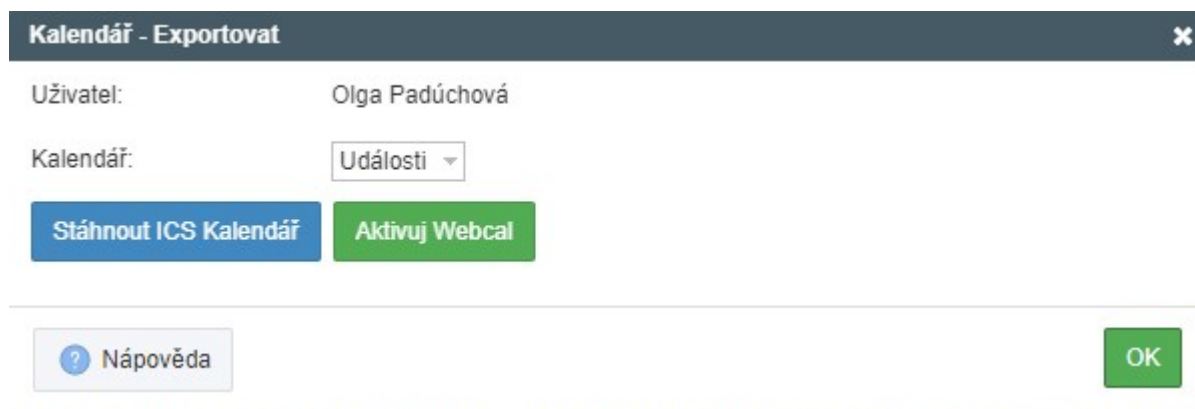 Kalendář - Exportovat
Uživatel: Olga Padúchová
Kalendář: Události
Stáhnout ICS Kalendář Aktivuj Webcal
Nápověda OK